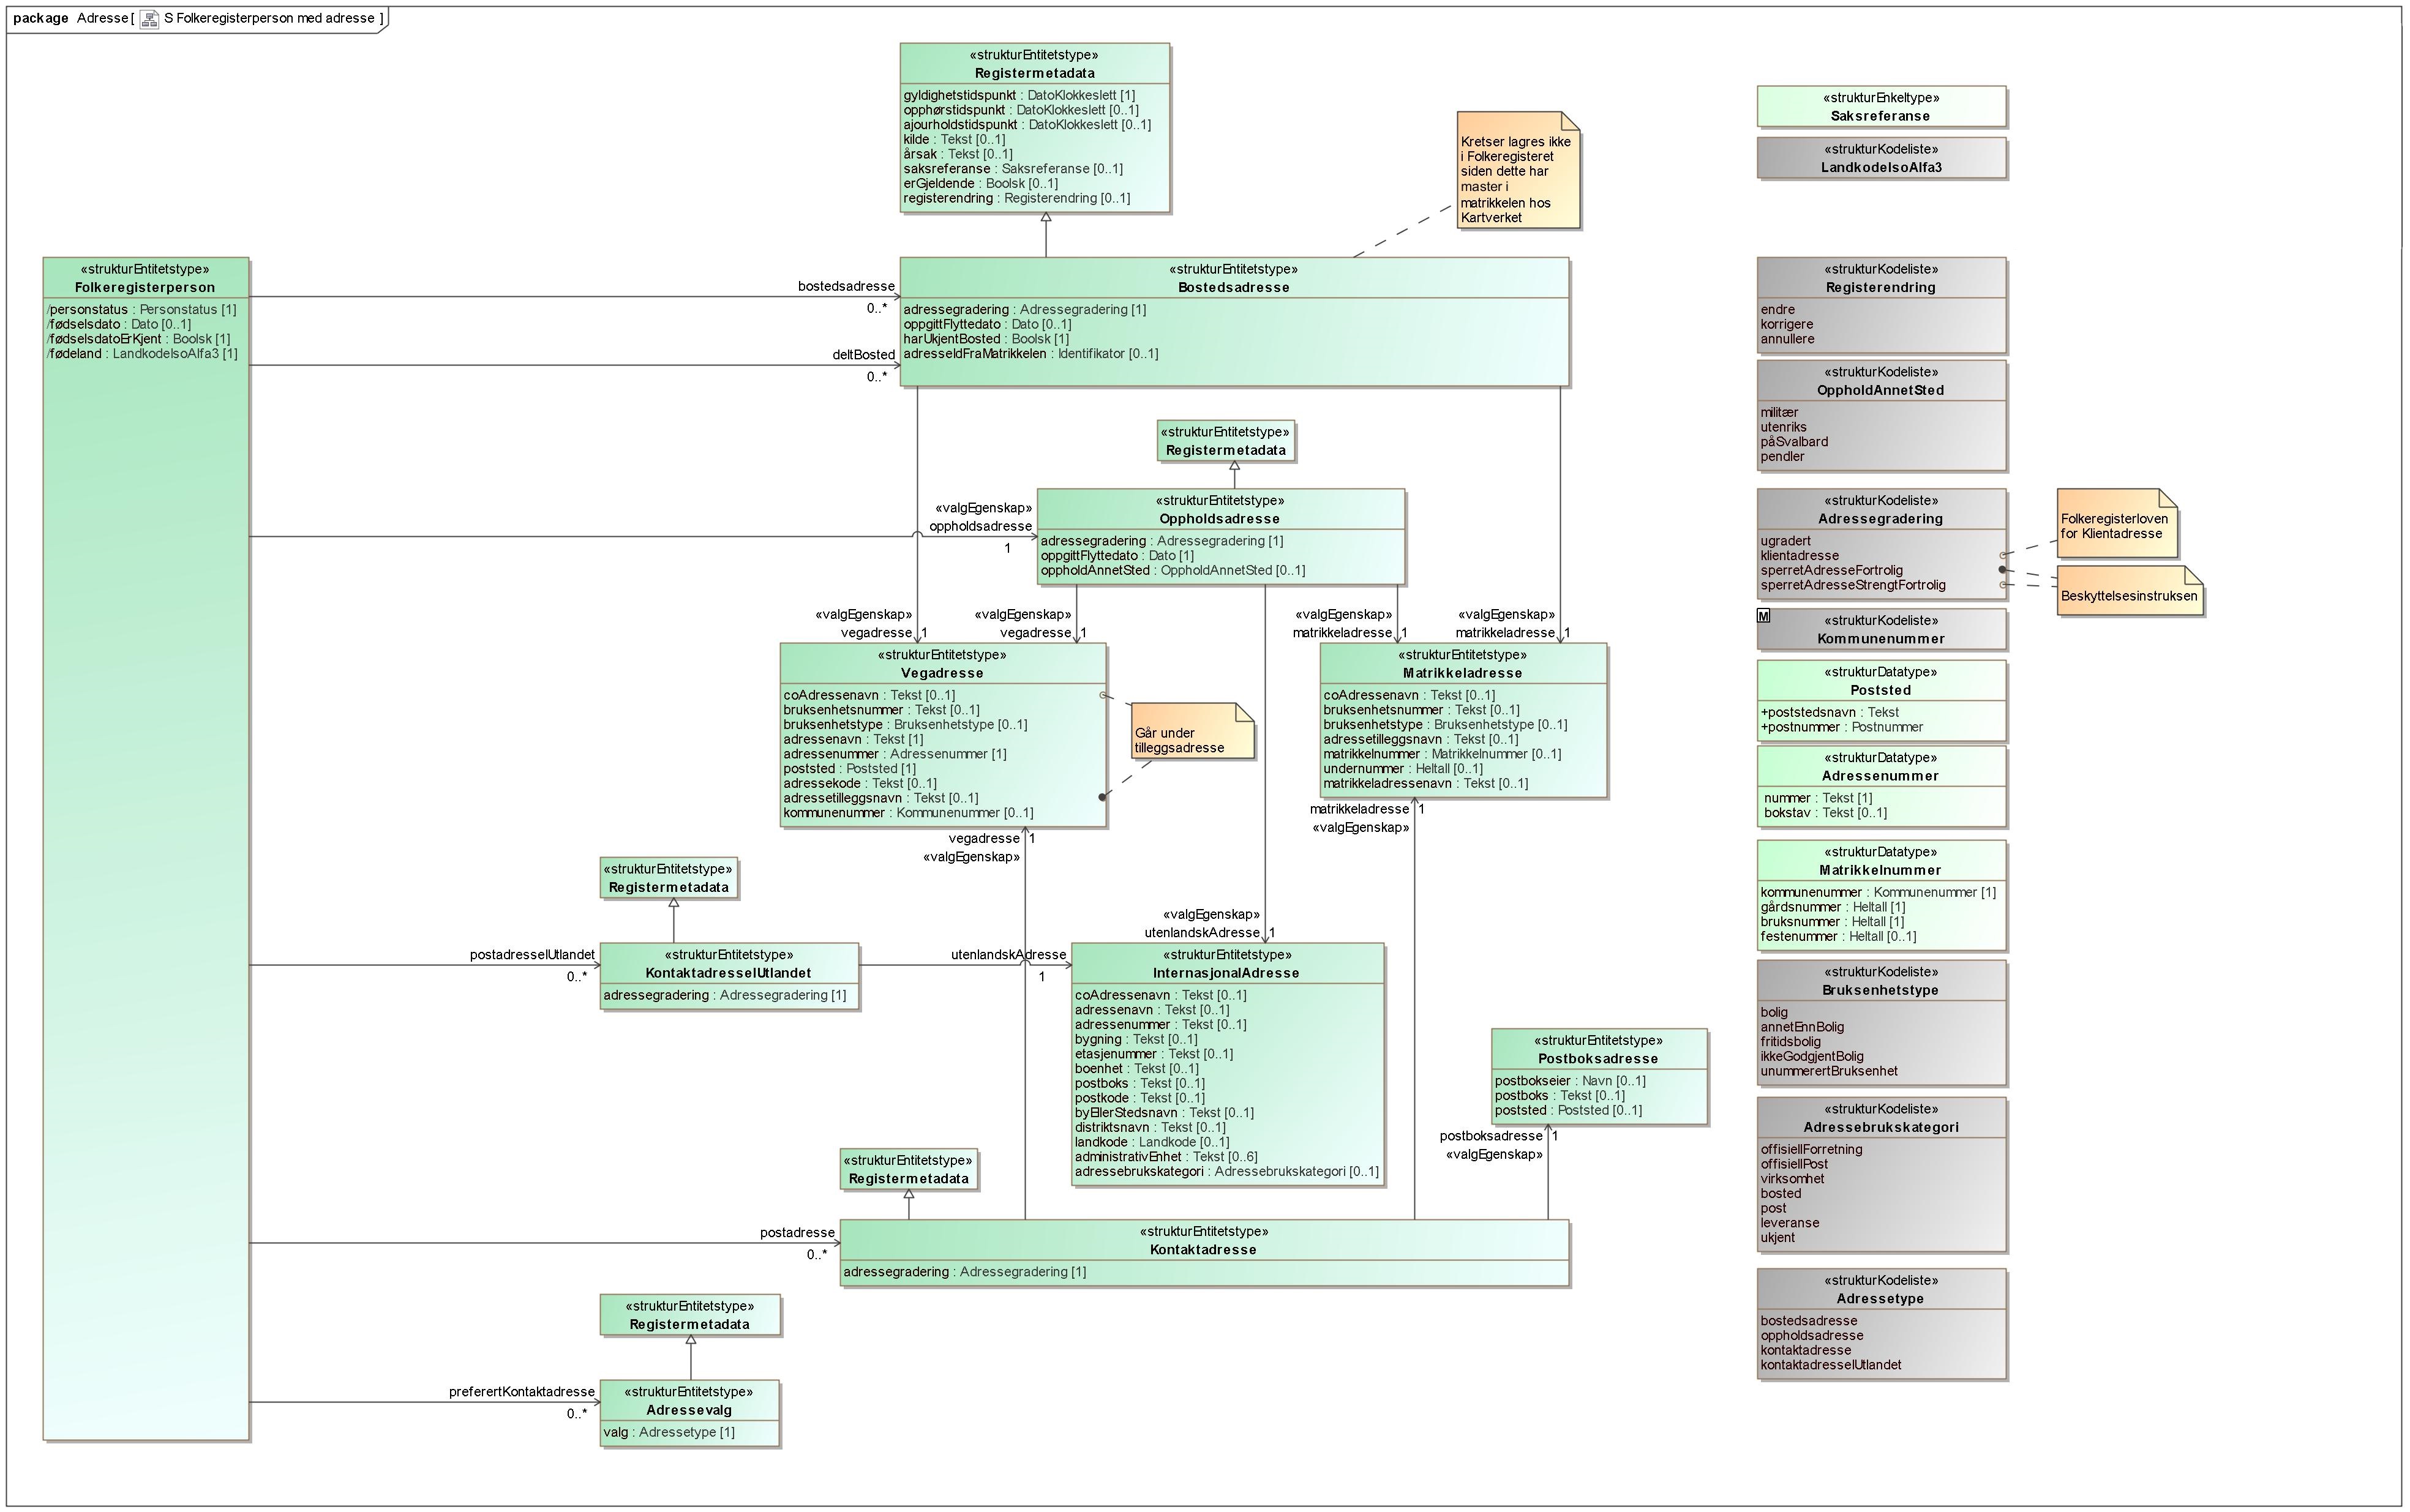 package Adresse [ S Folkeregisterperson med adresse ]
«strukturEntitetstype»
Registermetadata
gyldighetstidspunkt : DatoKlokkeslett [1]
opphørstidspunkt : DatoKlokkeslett [0..1]
ajourholdstidspunkt : DatoKlokkeslett [0..1]
kilde : Tekst [0..1]
årsak : Tekst [0..1]
saksreferanse : Saksreferanse [0..1]
erGjeldende : Boolsk [0..1]
registerendring : Registerendring [0..1]
Kretser lagres ikke
i Folkeregisteret
siden dette har
master i
matrikkelen hos
Kartverket
«strukturEntitetstype»
Folkeregisterperson
/personstatus : Personstatus [1]
/fødselsdato : Dato [0..1]
/fødselsdatoErKjent : Boolsk [1]
/fødeland : LandkodeIsoAlfa3 [1]
bostedsadresse
0..*
deltBosted
0..*
«strukturEntitetstype»
Bostedsadresse
adressegradering : Adressegradering [1]
oppgittFlyttedato : Dato [0..1]
harUkjentBosted : Boolsk [1]
adresseIdFraMatrikkelen : Identifikator [0..1]
«strukturEntitetstype»
Registermetadata
«valgEgenskap»
oppholdsadresse
1
«strukturEntitetstype»
Oppholdsadresse
adressegradering : Adressegradering [1]
oppgittFlyttedato : Dato [1]
oppholdAnnetSted : OppholdAnnetSted [0..1]
«valgEgenskap»
vegadresse 1
«valgEgenskap»
vegadresse 1
«valgEgenskap»
matrikkeladresse 1
«valgEgenskap»
matrikkeladresse 1
«strukturEntitetstype»
Vegadresse
coAdressenavn : Tekst [0..1]
bruksenhetsnummer : Tekst [0..1]
bruksenhetstype : Bruksenhetstype [0..1]
adressenavn : Tekst [1]
adressenummer : Adressenummer [1]
poststed : Poststed [1]
adressekode : Tekst [0..1]
adressetilleggsnavn : Tekst [0..1]
kommunenummer : Kommunenummer [0..1]
Går under
tilleggsadresse
«strukturEntitetstype»
Matrikkeladresse
coAdressenavn : Tekst [0..1]
bruksenhetsnummer : Tekst [0..1]
bruksenhetstype : Bruksenhetstype [0..1]
adressetilleggsnavn : Tekst [0..1]
matrikkelnummer : Matrikkelnummer [0..1]
undernummer : Heltall [0..1]
matrikkeladressenavn : Tekst [0..1]
vegadresse 1
«valgEgenskap»
matrikkeladresse 1
«valgEgenskap»
«strukturEntitetstype»
Registermetadata
postadresseIUtlandet
0..*
«strukturEntitetstype»
KontaktadresseIUtlandet
adressegradering : Adressegradering [1]
utenlandskAdresse
1
«valgEgenskap»
utenlandskAdresse 1
«strukturEntitetstype»
InternasjonalAdresse
coAdressenavn : Tekst [0..1]
adressenavn : Tekst [0..1]
adressenummer : Tekst [0..1]
bygning : Tekst [0..1]
etasjenummer : Tekst [0..1]
boenhet : Tekst [0..1]
postboks : Tekst [0..1]
postkode : Tekst [0..1]
byEllerStedsnavn : Tekst [0..1]
distriktsnavn : Tekst [0..1]
landkode : Landkode [0..1]
administrativEnhet : Tekst [0..6]
adressebrukskategori : Adressebrukskategori [0..1]
«strukturEntitetstype»
Postboksadresse
postbokseier : Navn [0..1]
postboks : Tekst [0..1]
poststed : Poststed [0..1]
postboksadresse 1
«valgEgenskap»
«strukturEntitetstype»
Registermetadata
postadresse
0..*
«strukturEntitetstype»
Kontaktadresse
adressegradering : Adressegradering [1]
«strukturEntitetstype»
Registermetadata
preferertKontaktadresse
0..*
«strukturEntitetstype»
Adressevalg
valg : Adressetype [1]
«strukturEnkeltype»
Saksreferanse
«strukturKodeliste»
LandkodeIsoAlfa3
«strukturKodeliste»
Registerendring
endre
korrigere
annullere
«strukturKodeliste»
OppholdAnnetSted
militær
utenriks
påSvalbard
pendler
«strukturKodeliste»
Adressegradering
ugradert
klientadresse
sperretAdresseFortrolig
sperretAdresseStrengtFortrolig
Folkeregisterloven
for Klientadresse
Beskyttelsesinstruksen
M
«strukturKodeliste»
Kommunenummer
«strukturDatatype»
Poststed
+poststedsnavn : Tekst
+postnummer : Postnummer
«strukturDatatype»
Adressenummer
nummer : Tekst [1]
bokstav : Tekst [0..1]
«strukturDatatype»
Matrikkelnummer
kommunenummer : Kommunenummer [1]
gårdsnummer : Heltall [1]
bruksnummer : Heltall [1]
festenummer : Heltall [0..1]
«strukturKodeliste»
Bruksenhetstype
bolig
annetEnnBolig
fritidsbolig
ikkeGodgjentBolig
unummerertBruksenhet
«strukturKodeliste»
Adressebrukskategori
offisiellForretning
offisiellPost
virksomhet
bosted
post
leveranse
ukjent
«strukturKodeliste»
Adressetype
bostedsadresse
oppholdsadresse
kontaktadresse
kontaktadresseIUtlandet